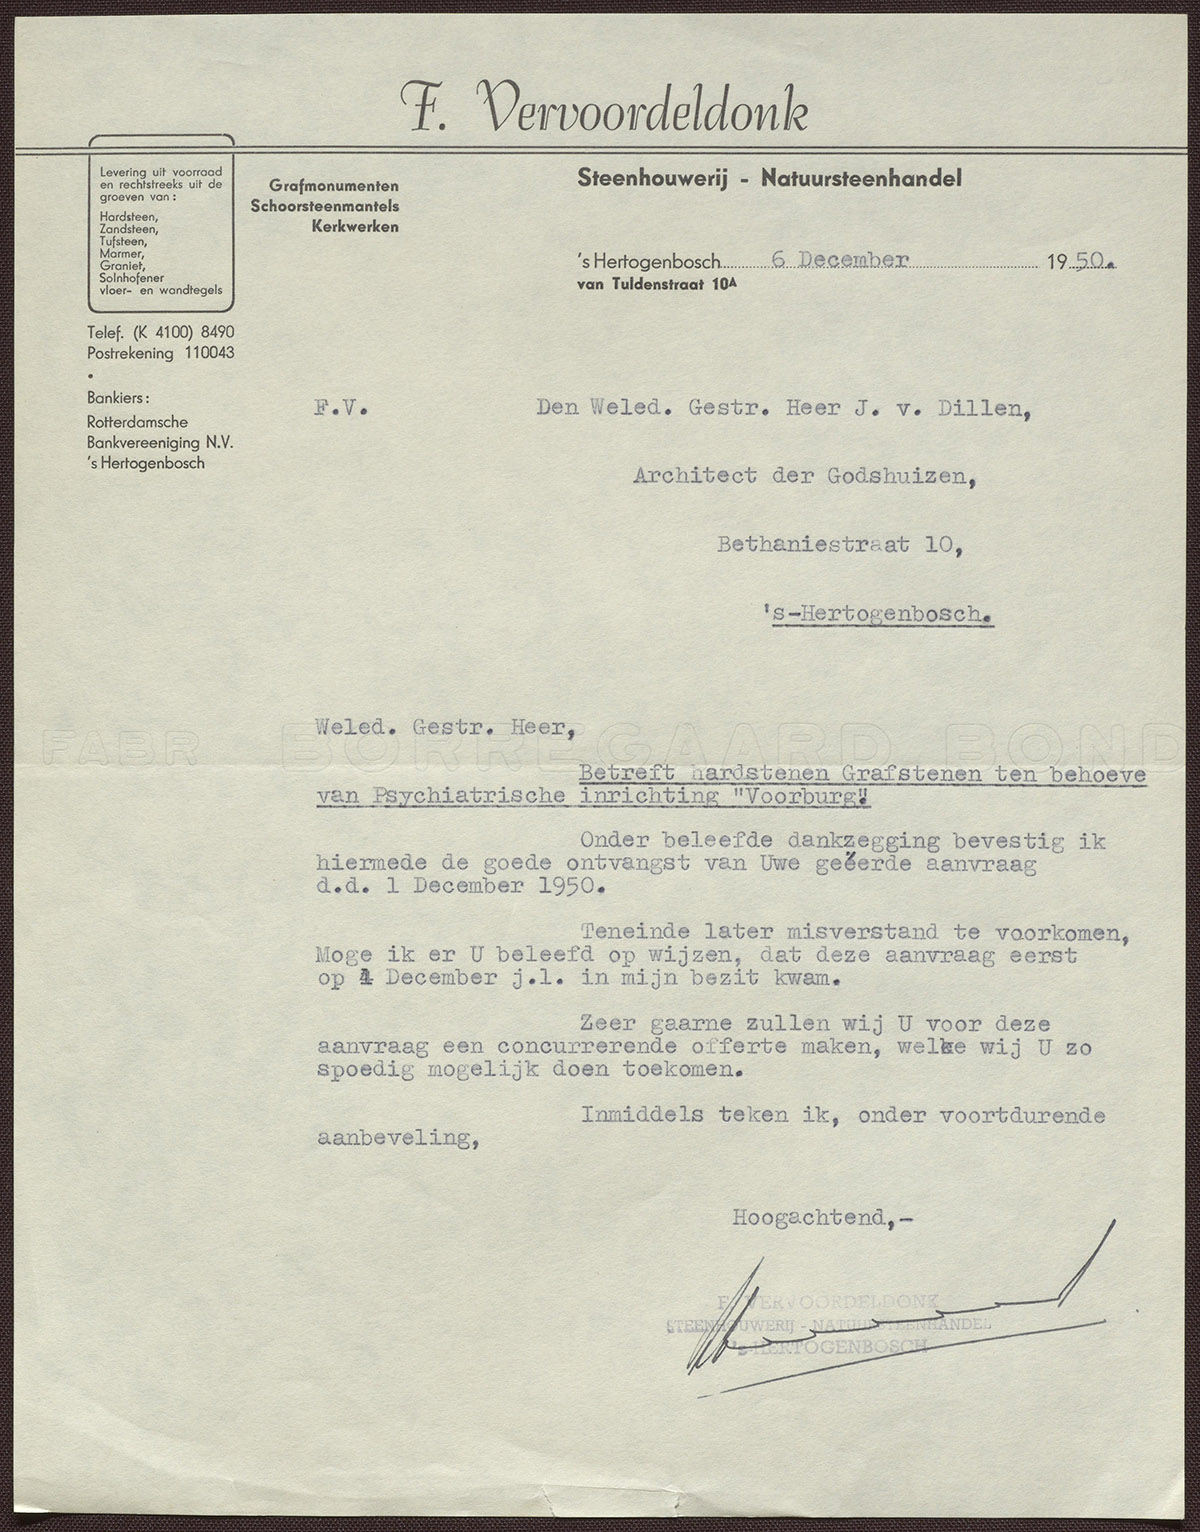 F. Vervoordeldonk
Levering uit voorraad
en rechtstreeks uit de
groeven van :
Hardsteen,
Zandsteen,
Tufsteen,
Marmer,
Graniet,
Solnhofener
vloer- en wandtegels
Grafmonumenten
Schoorsteenmantels
Kerkwerken
Steenhouwerij - Natuursteenhandel
's Hertogenbosch 6 December 1950.
van Tuldenstraat 10A
Telef. (K 4100) 8490
Postrekening 110043
Bankiers :
Rotterdamsche
Bankvereeniging N.V.
's Hertogenbosch
F.V.
Den Weled. Gestr. Heer J. v. Dillen,
Architect der Godshuizen,
Bethaniestraat 10,
's-Hertogenbosch.
Weled. Gestr. Heer,
FABR BORREGAARD BOND
Betreft hardstenen Grafstenen ten behoeve
van Psychiatrische inrichting "Voorburg".
Onder beleefde dankzegging bevestig ik
hiermede de goede ontvangst van Uwe geëerde aanvraag
d.d. 1 December 1950.
Teneinde later misverstand te voorkomen,
Moge ik er U beleefd op wijzen, dat deze aanvraag eerst
op 4 December j.l. in mijn bezit kwam.
Zeer gaarne zullen wij U voor deze
aanvraag een concurrerende offerte maken, welke wij U zo
spoedig mogelijk doen toekomen.
Inmiddels teken ik, onder voortdurende
aanbeveling,
Hoogachtend,-
F. VERVOORDELDONK
STEENHOUWERIJ - NATUURSTEENHANDEL
's-HERTOGENBOSCH